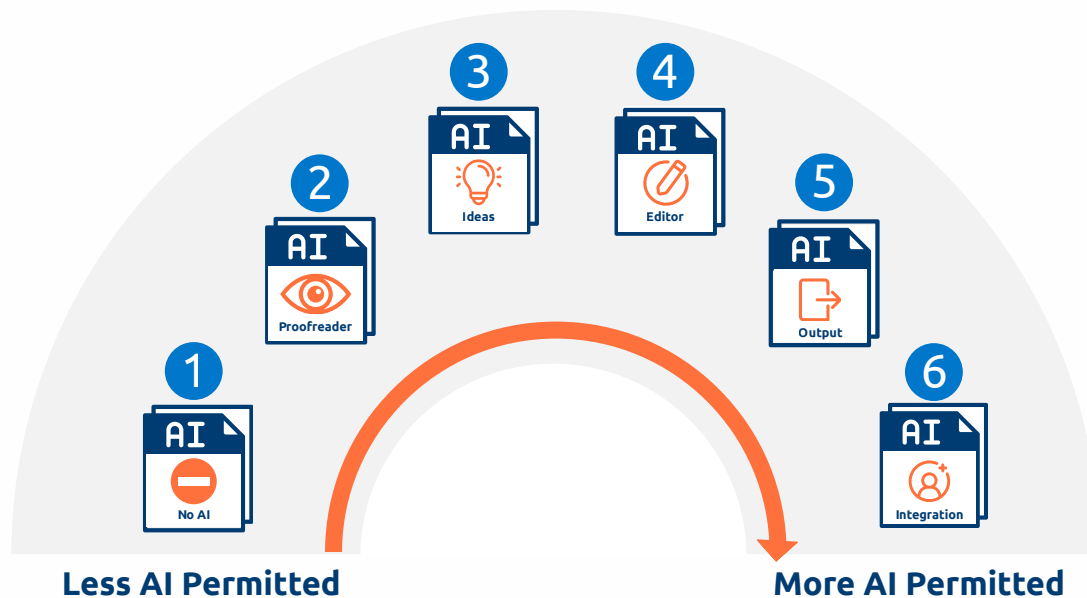 1
AI
No AI
2
AI
Proofreader
3
AI
Ideas
4
AI
Editor
5
AI
Output
6
AI
Integration
Less AI Permitted
More AI Permitted